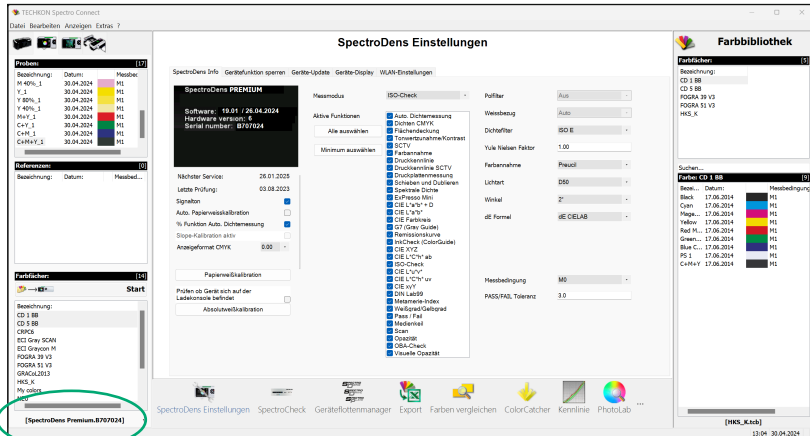 TECHKON Spectro Connect
Datei Bearbeiten Anzeigen Extras ?
Proben: [17]
Bezeichnung: Datum: Messbec
M 40%_1 30.04.2024 M1
Y_1 30.04.2024 M1
Y 80%_1 30.04.2024 M1
Y 40%_1 30.04.2024 M1
M+Y_1 30.04.2024 M1
C+Y_1 30.04.2024 M1
C+M_1 30.04.2024 M1
C+M+Y_1 30.04.2024 M1
Referenzen: [0]
Bezeichnung: Datum: Messbed...
Farbfächer: [14]
Start
Bezeichnung:
CD 1 BB
CD 5 BB
CRPC6
ECI Gray SCAN
ECI Graycon M
FOGRA 39 V3
FOGRA 51 V3
GRACoL2013
HKS_K
My colors
[SpectroDens Premium.B707024]
SpectroDens Einstellungen
SpectroDens Info Gerätefunktion sperren Geräte-Update Geräte-Display WLAN-Einstellungen
SpectroDens PREMIUM
Software: 19.01 / 26.04.2024
Hardware version: 6
Serial number: B707024
Nächster Service: 26.01.2025
Letzte Prüfung: 03.08.2023
Signalton
Auto. Papierweisskalibration
% Funktion Auto. Dichtemessung
Slope-Kalibration aktiv
Anzeigeformat CMYK 0.00
Papierweißkalibration
Prüfen ob Gerät sich auf der
Ladekonsole befindet
Absolutweißkalibration
Messmodus ISO-Check
Aktive Funktionen
Alle auswählen
Minimum auswählen
Auto. Dichtemessung
Dichten CMYK
Flächendeckung
Tonwertzunahme/Kontrast
SCTV
Farbannahme
Druckkennlinie
Druckkennlinie SCTV
Druckplattenmessung
Schieben und Dublieren
Spektrale Dichte
ExPresso Mini
CIE L*a*b* + D
CIE L*a*b*
CIE Farbkreis
G7 (Gray Guide)
Remissionskurve
InkCheck (ColorGuide)
CIE XYZ
CIE L*C*h* ab
ISO-Check
CIE L*u*v*
CIE L*C*h* uv
CIE xyY
DIN Lab99
Metamerie-Index
Weißgrad/Gelbgrad
Pass / Fail
Medienkeil
Scan
Opazität
OBA-Check
Visuelle Opazität
Polfilter Aus
Weissbezug Auto
Dichtefilter ISO E
Yule Nielsen Faktor 1.00
Farbannahme Preucil
Lichtart D50
Winkel 2°
dE Formel dE CIELAB
Messbedingung M0
PASS/FAIL Toleranz 3.0
SpectroDens Einstellungen SpectroCheck Geräteflottenmanager Export Farben vergleichen ColorCatcher Kennlinie PhotoLab ...
Farbbibliothek
Farbfächer: [5]
Bezeichnung:
CD 1 BB
CD 5 BB
FOGRA 39 V3
FOGRA 51 V3
HKS_K
Suchen...
Farbe: CD 1 BB [9]
Bezei... Datum: Messbedingung
Black 17.06.2014 M1
Cyan 17.06.2014 M1
Mage... 17.06.2014 M1
Yellow 17.06.2014 M1
Red M... 17.06.2014 M1
Green... 17.06.2014 M1
Blue C... 17.06.2014 M1
PS 1 17.06.2014 M1
C+M+Y 17.06.2014 M1
[HKS_K.tcb]
13:04 30.04.2024